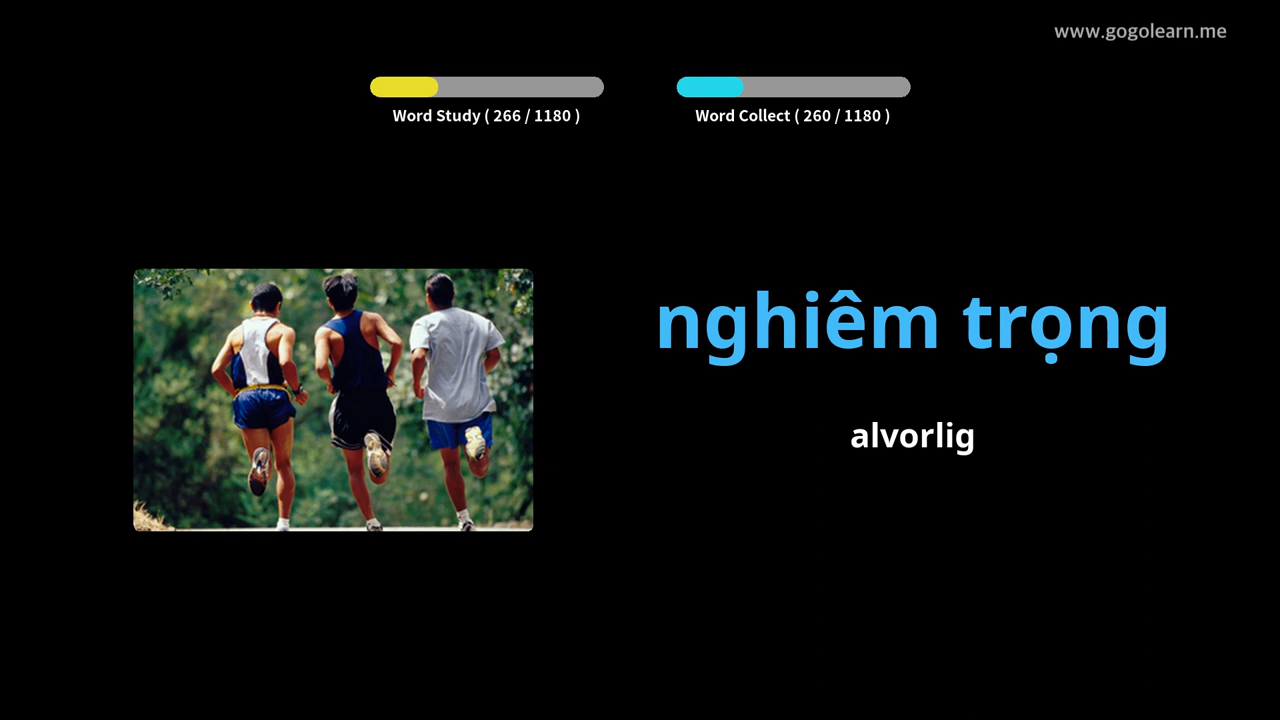 www.gogolearn.me
Word Study ( 266 / 1180 )
Word Collect ( 260 / 1180 )
nghiêm trọng
alvorlig